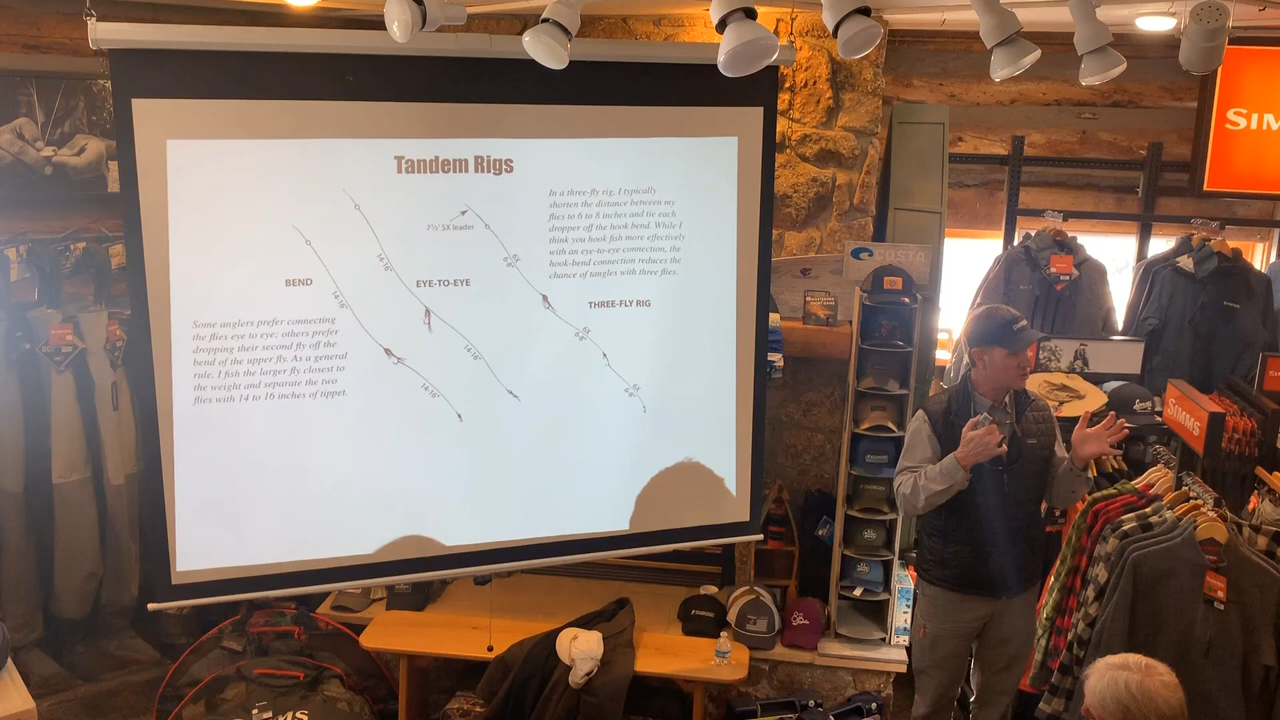 Tandem Rigs
In a three-fly rig, I typically
shorten the distance between my
flies to 6 to 8 inches and tie each
dropper off the hook bend. While I
think you hook fish more effectively
with an eye-to-eye connection, the
hook-bend connection reduces the
chance of tangles with three flies.
7½' 5X leader
6X
6-8"
14-16"
BEND
EYE-TO-EYE
14-16"
THREE-FLY RIG
Some anglers prefer connecting
the flies eye to eye; others prefer
dropping their second fly off the
bend of the upper fly. As a general
rule, I fish the larger fly closest to
the weight and separate the two
flies with 14 to 16 inches of tippet.
6X
6-8"
14-16"
14-16"
6X
6-8"
SIM
COSTA
SIMMS